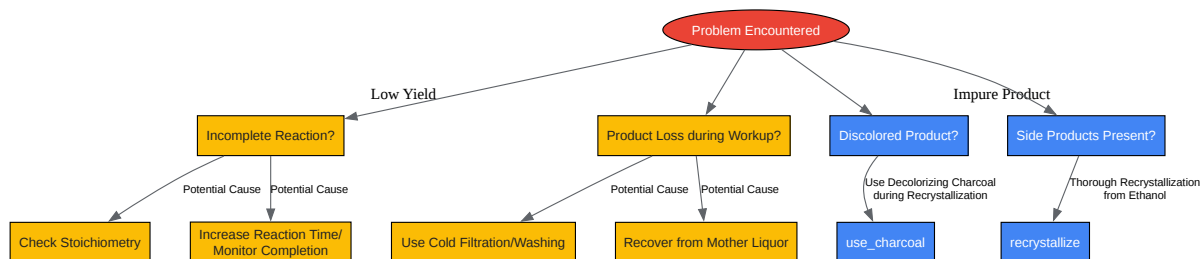 Problem Encountered
Low Yield
Impure Product
Incomplete Reaction?
Product Loss during Workup?
Discolored Product?
Side Products Present?
Potential Cause
Potential Cause
Potential Cause
Potential Cause
Use Decolorizing Charcoal
during Recrystallization
Thorough Recrystallization
from Ethanol
Check Stoichiometry
Increase Reaction Time/
Monitor Completion
Use Cold Filtration/Washing
Recover from Mother Liquor
use_charcoal
recrystallize